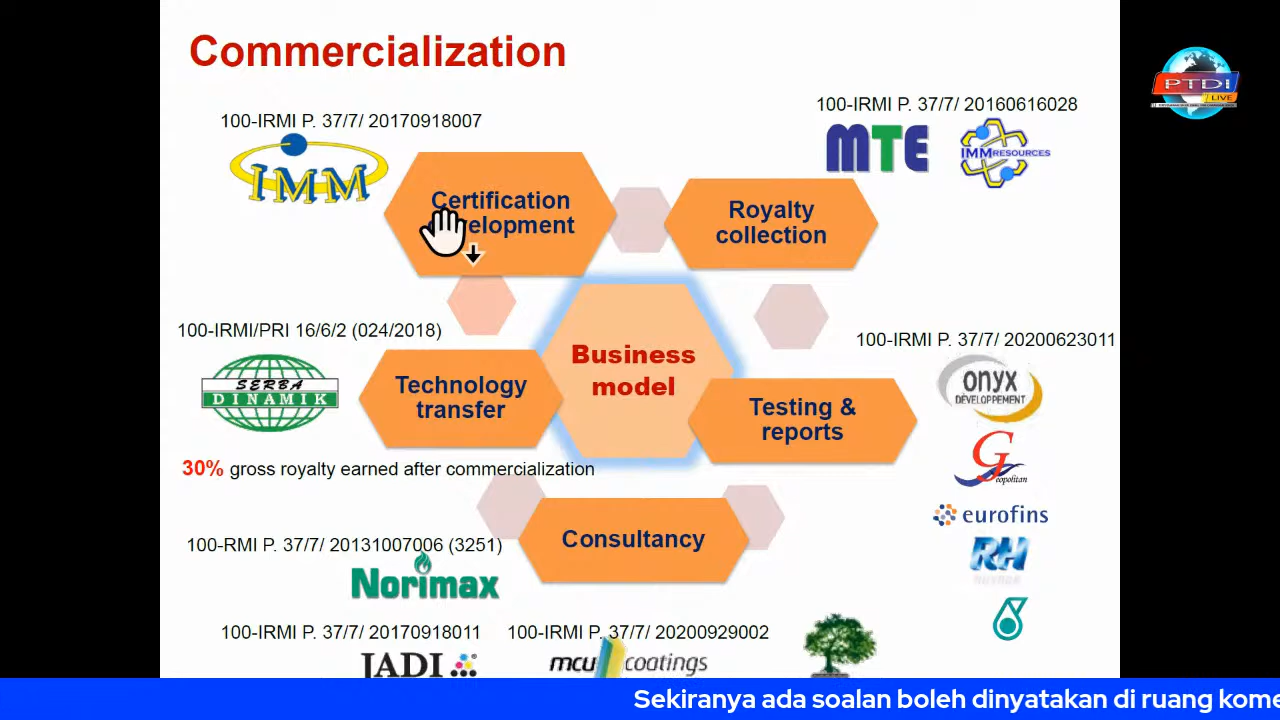 Commercialization
100-IRMI P. 37/7/ 20170918007
IMM
100-IRMI P. 37/7/ 20160616028
MTE
IMM RESOURCES
PTDI
LIVE
Certification
Royalty
collection
100-IRMI/PRI 16/6/2 (024/2018)
SERBA
DINAMIK
Technology
transfer
Business
model
Testing &
reports
100-IRMI P. 37/7/ 20200623011
onyx
DÉVELOPPEMENT
Geopolitan
eurofins
RH
30% gross royalty earned after commercialization
Consultancy
100-RMI P. 37/7/ 20131007006 (3251)
Norimax
100-IRMI P. 37/7/ 20170918011
JADI
100-IRMI P. 37/7/ 20200929002
mcu coatings
Sekiranya ada soalan boleh dinyatakan di ruang kome